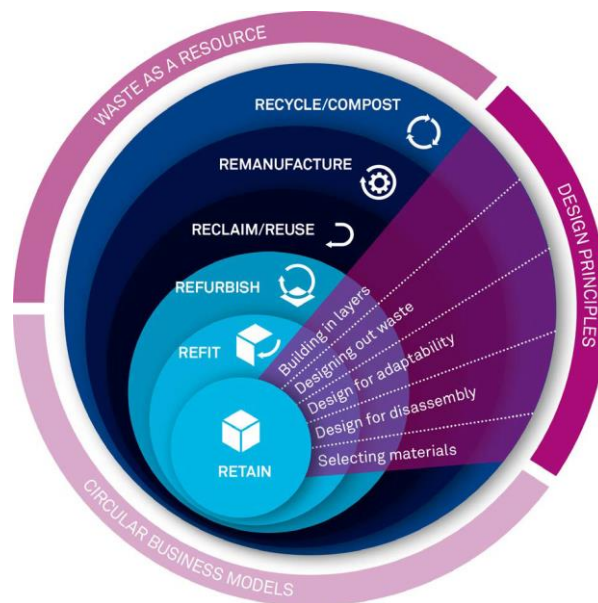 WASTE AS A RESOURCE
RECYCLE/COMPOST
REMANUFACTURE
RECLAIM/REUSE
REFURBISH
REFIT
RETAIN
Building in layers
Designing out waste
Design for adaptability
Design for disassembly
Selecting materials
DESIGN PRINCIPLES
CIRCULAR BUSINESS MODELS